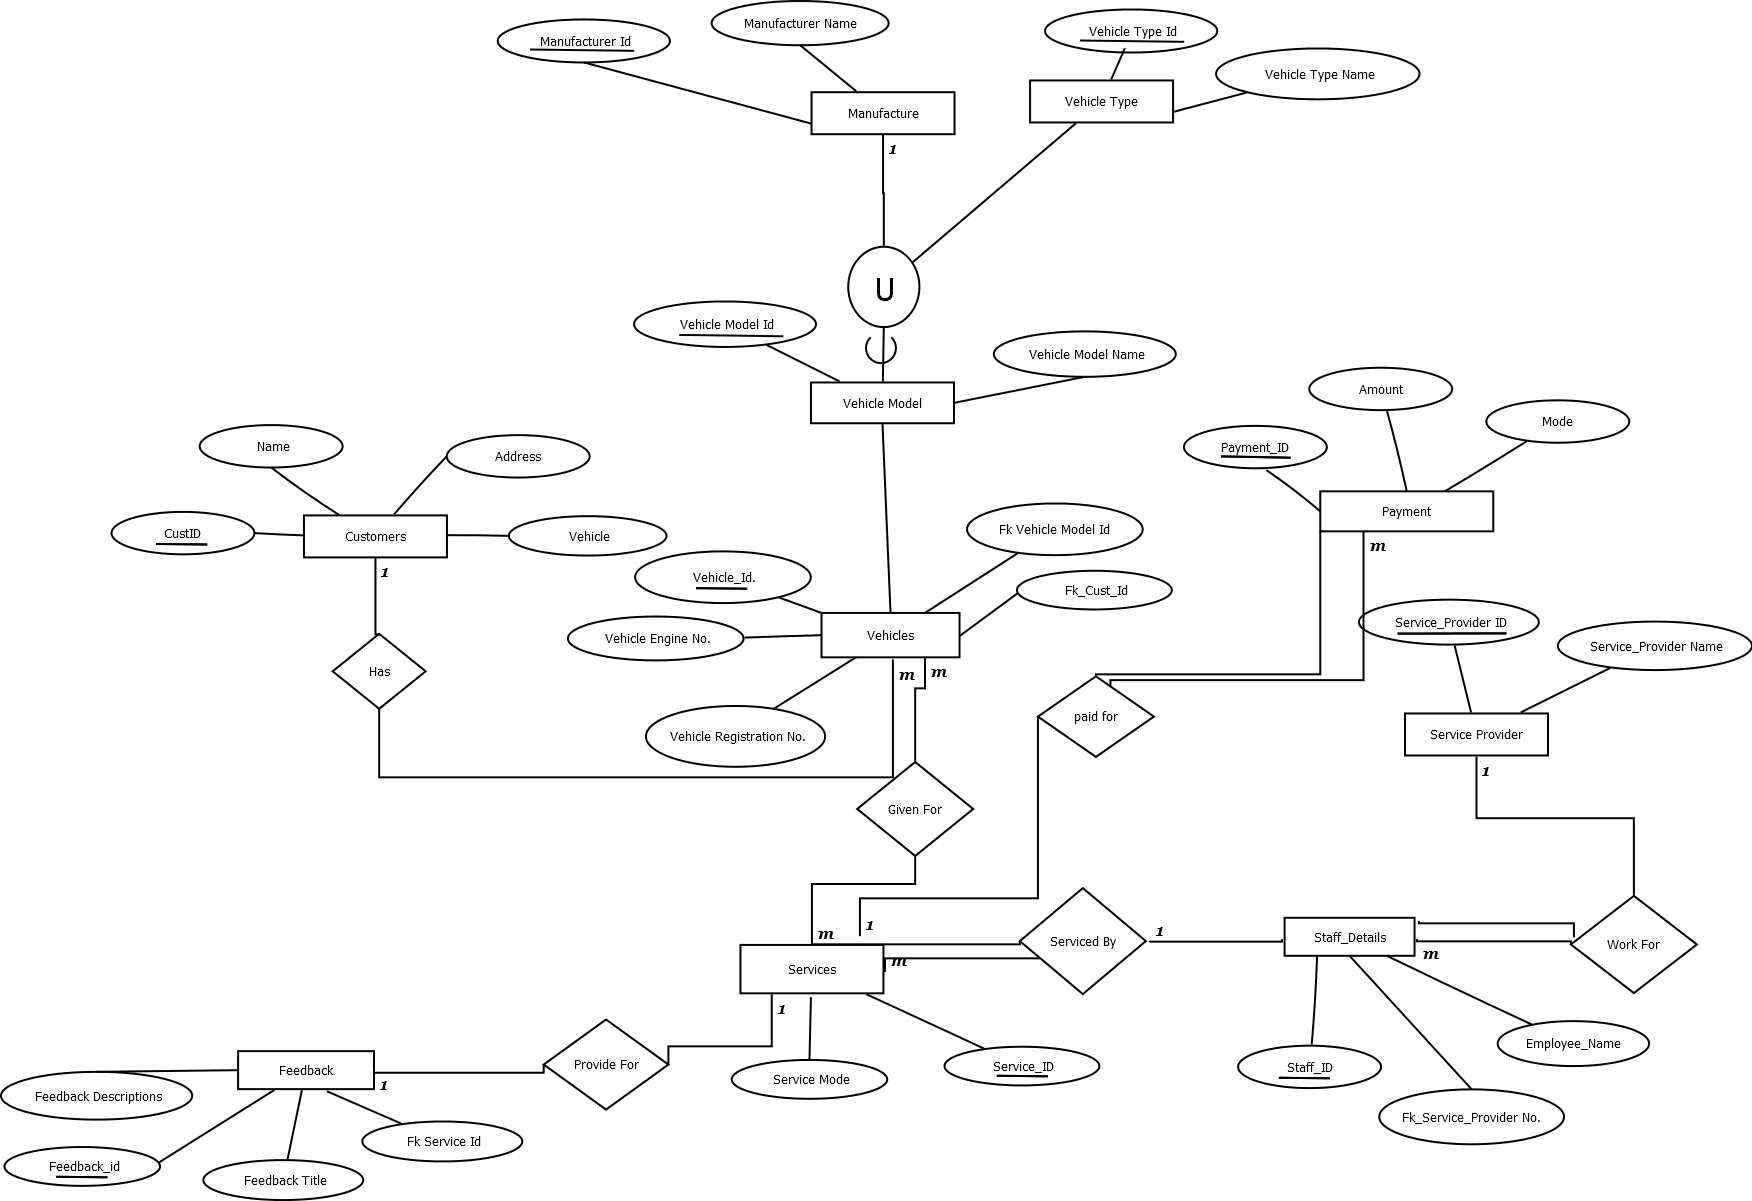 Manufacturer Name
Vehicle Type Id
Manufacturer Id
Vehicle Type Name
Vehicle Type
Manufacture
1
U
Vehicle Model Id
Vehicle Model Name
Vehicle Model
Amount
Mode
Name
Address
Payment_ID
Payment
CustID
Customers
Vehicle
Fk Vehicle Model Id
m
1
Vehicle_Id.
Fk_Cust_Id
Service_Provider ID
Vehicle Engine No.
Vehicles
Service_Provider Name
Has
m
m
paid for
Vehicle Registration No.
Service Provider
1
Given For
1
m
1
Serviced By
Staff_Details
Work For
m
m
Services
1
Employee_Name
Provide For
Feedback
1
Service Mode
Service_ID
Staff_ID
Feedback Descriptions
Fk_Service_Provider No.
Fk Service Id
Feedback_id
Feedback Title